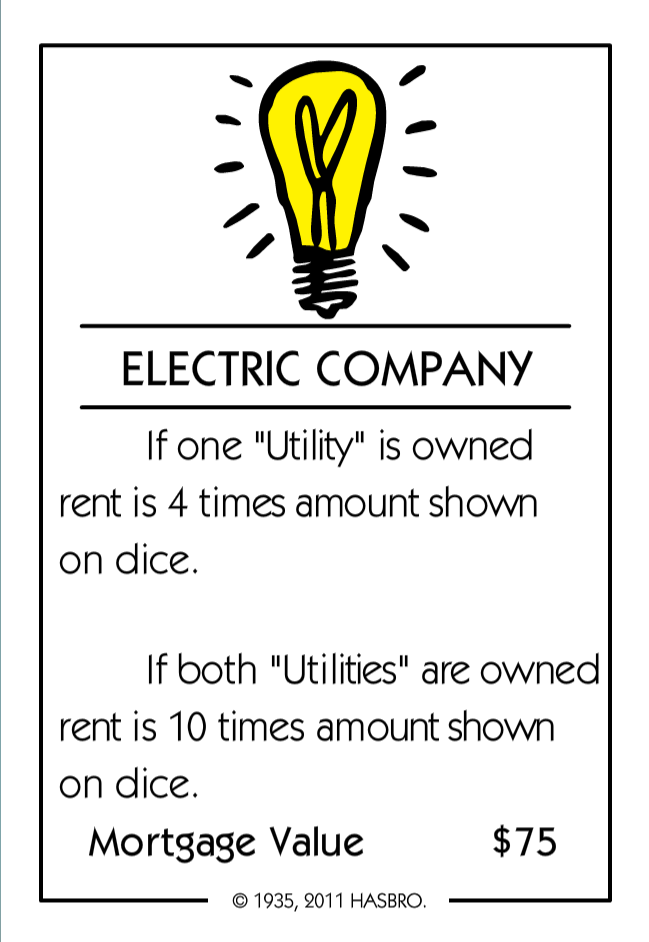 ELECTRIC COMPANY
If one "Utility" is owned
rent is 4 times amount shown
on dice.
If both "Utilities" are owned
rent is 10 times amount shown
on dice.
Mortgage Value $75
© 1935, 2011 HASBRO.